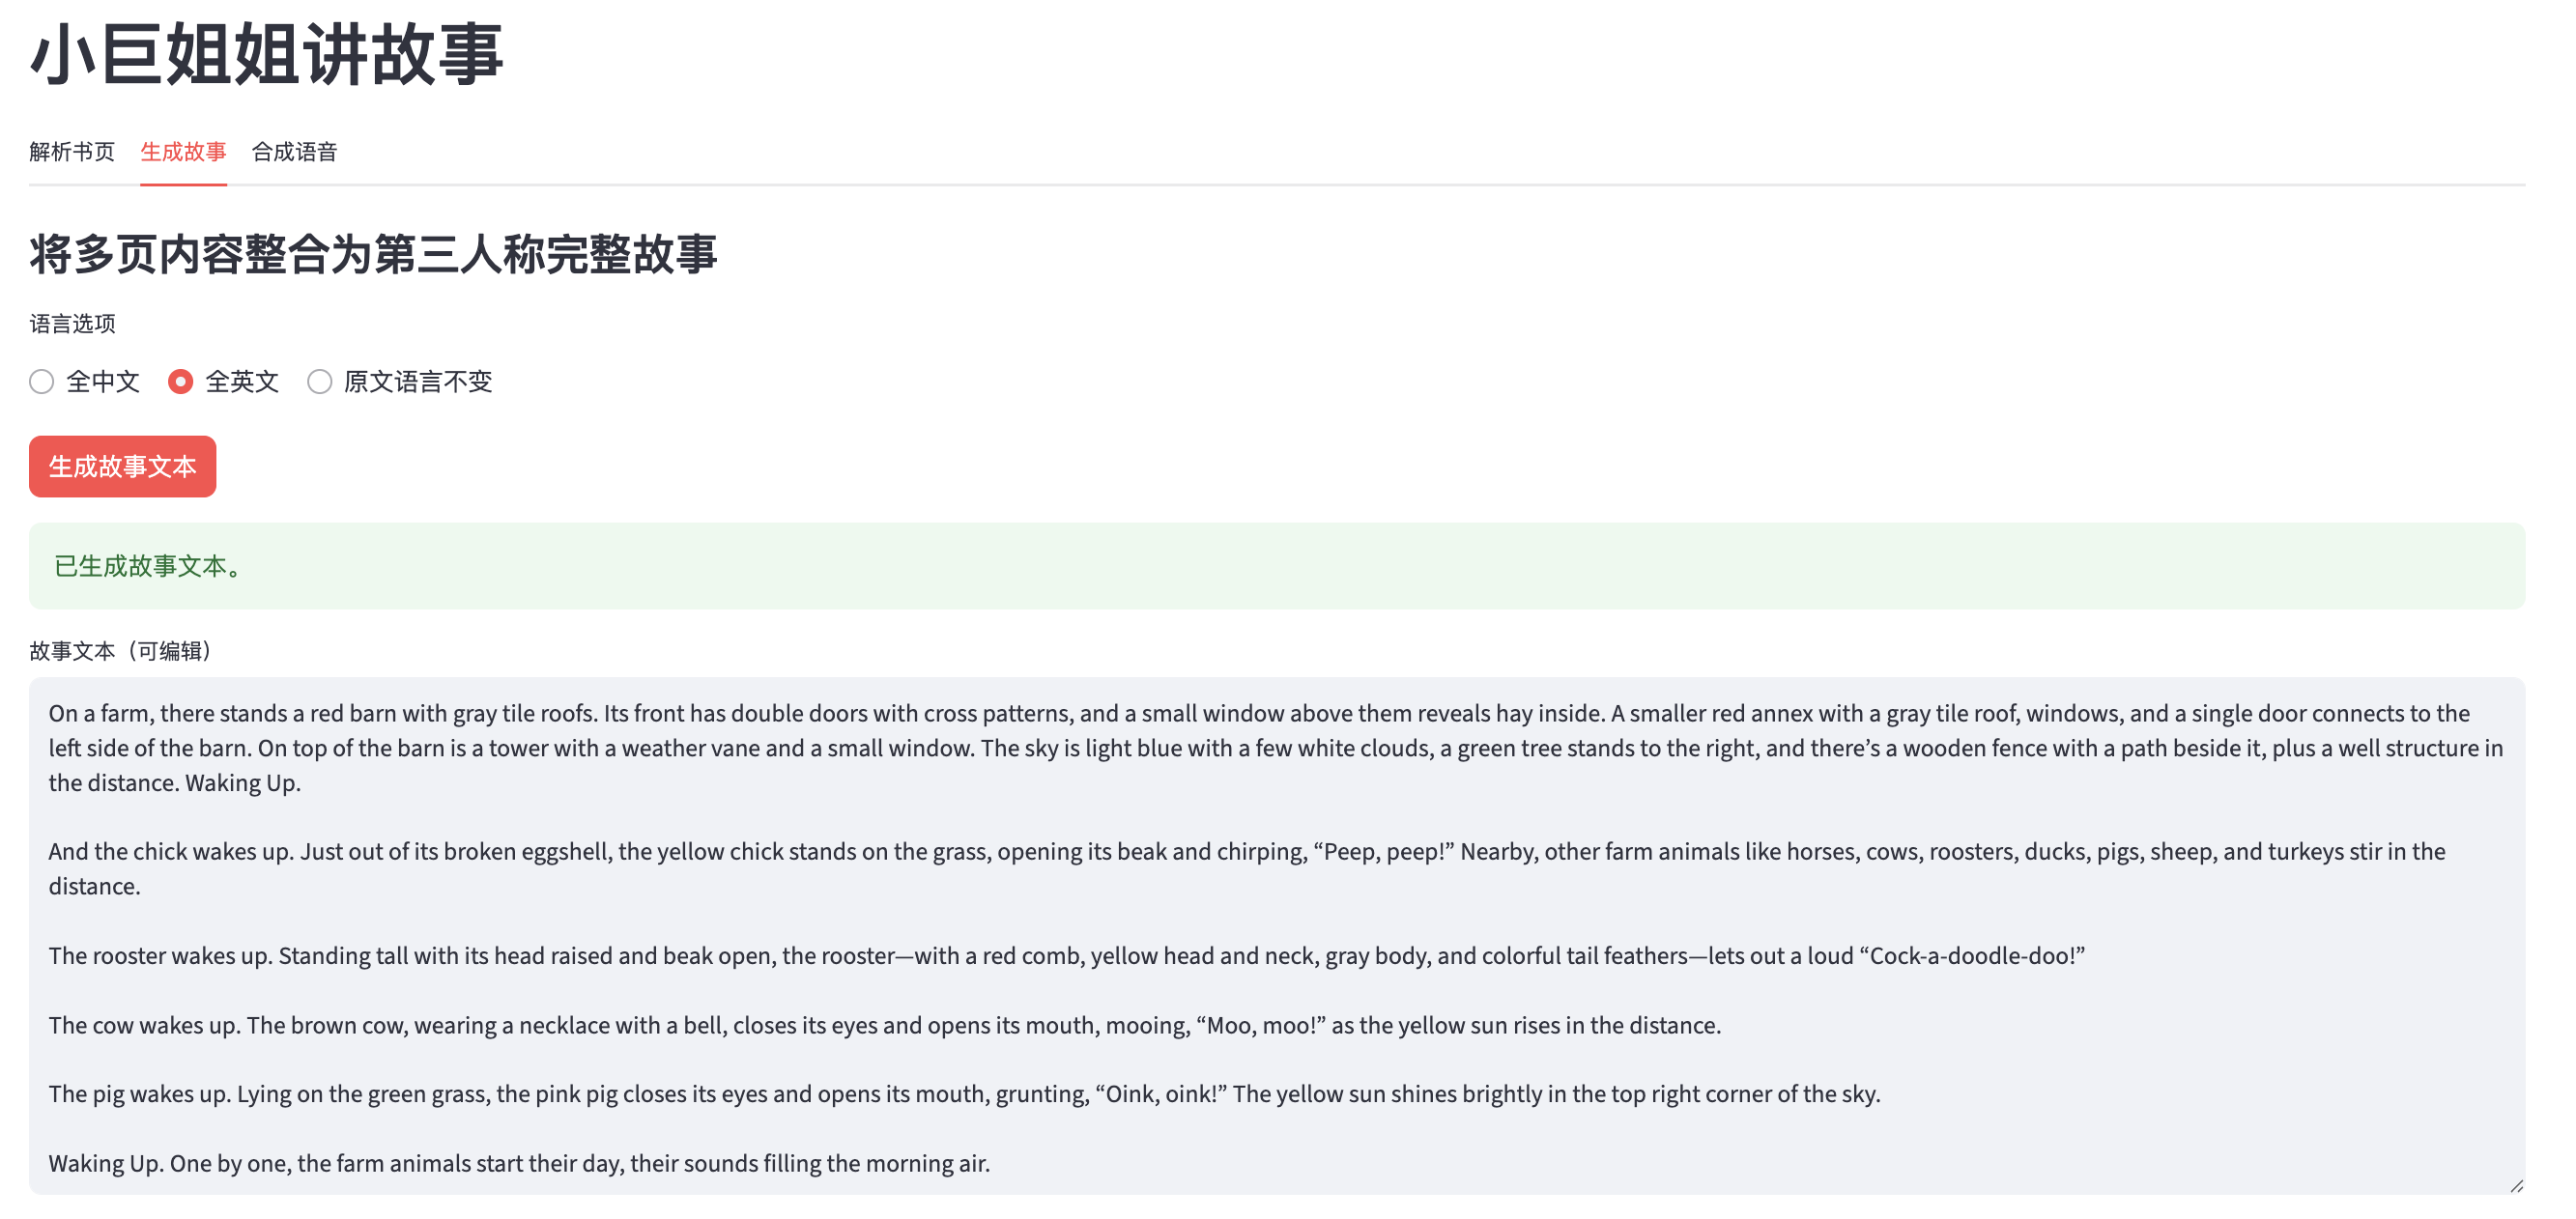 小巨姐姐讲故事
解析书页 生成故事 合成语音
将多页内容整合为第三人称完整故事
语言选项
全中文 全英文 原文语言不变
生成故事文本
已生成故事文本。
故事文本（可编辑）
On a farm, there stands a red barn with gray tile roofs. Its front has double doors with cross patterns, and a small window above them reveals hay inside. A smaller red annex with a gray tile roof, windows, and a single door connects to the
left side of the barn. On top of the barn is a tower with a weather vane and a small window. The sky is light blue with a few white clouds, a green tree stands to the right, and there’s a wooden fence with a path beside it, plus a well structure in
the distance. Waking Up.
And the chick wakes up. Just out of its broken eggshell, the yellow chick stands on the grass, opening its beak and chirping, “Peep, peep!” Nearby, other farm animals like horses, cows, roosters, ducks, pigs, sheep, and turkeys stir in the
distance.
The rooster wakes up. Standing tall with its head raised and beak open, the rooster—with a red comb, yellow head and neck, gray body, and colorful tail feathers—lets out a loud “Cock-a-doodle-doo!”
The cow wakes up. The brown cow, wearing a necklace with a bell, closes its eyes and opens its mouth, mooing, “Moo, moo!” as the yellow sun rises in the distance.
The pig wakes up. Lying on the green grass, the pink pig closes its eyes and opens its mouth, grunting, “Oink, oink!” The yellow sun shines brightly in the top right corner of the sky.
Waking Up. One by one, the farm animals start their day, their sounds filling the morning air.